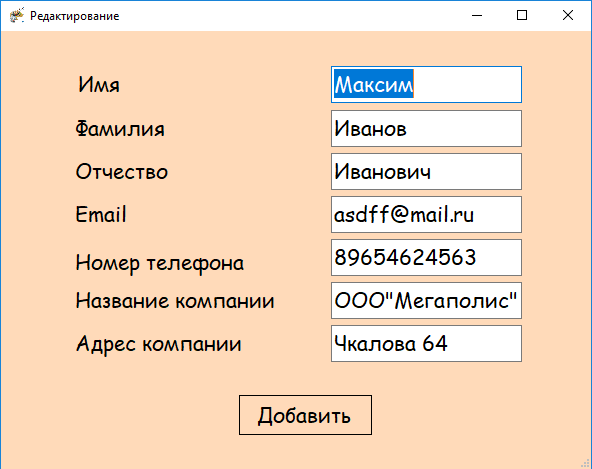 Редактирование
Имя Максим
Фамилия Иванов
Отчество Иванович
Email asdff@mail.ru
Номер телефона 89654624563
Название компании ООО"Мегаполис"
Адрес компании Чкалова 64
Добавить